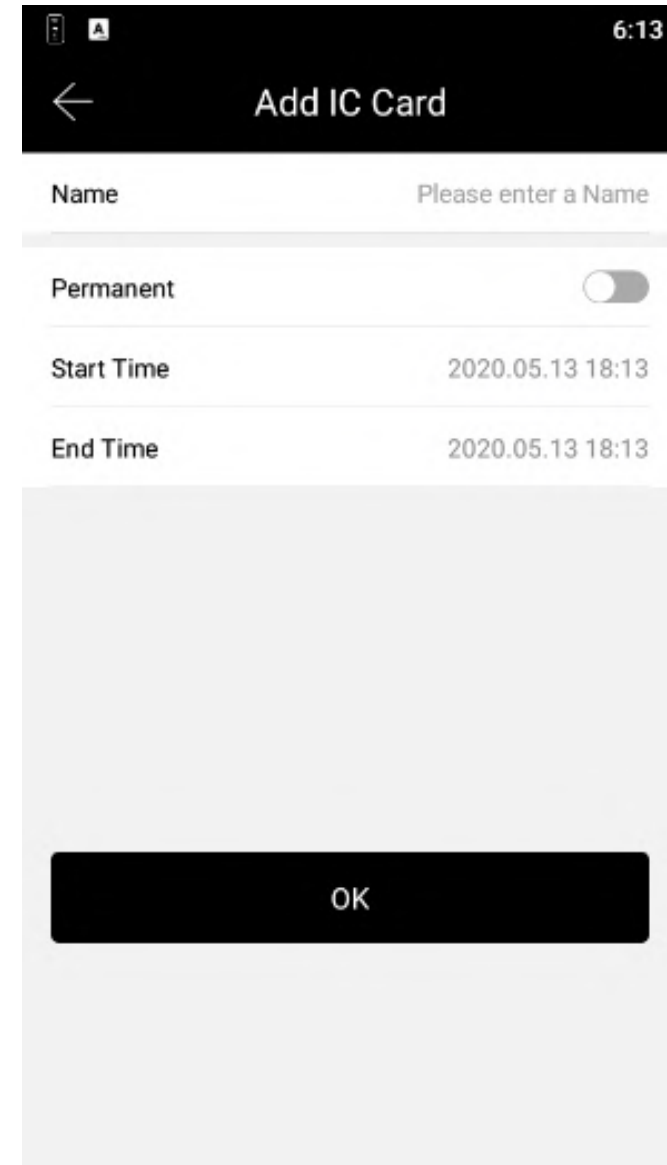 A 6:13
Add IC Card
Name Please enter a Name
Permanent
Start Time 2020.05.13 18:13
End Time 2020.05.13 18:13
OK